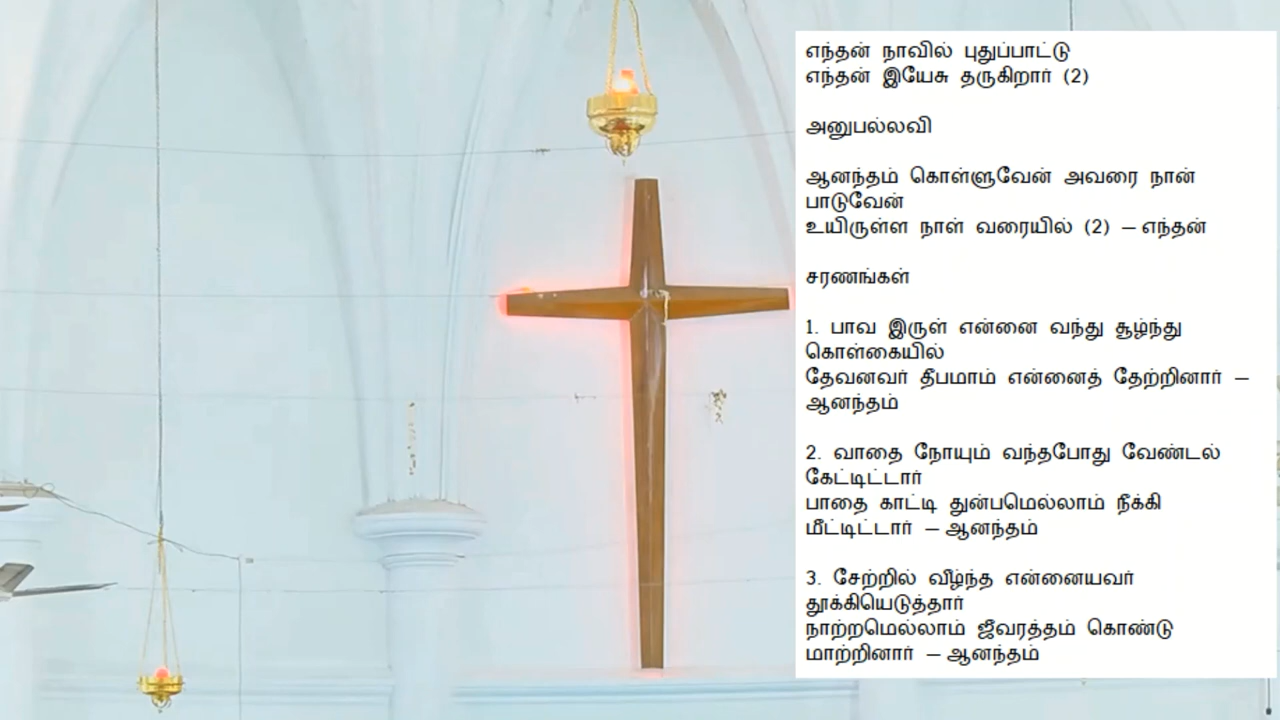 எந்தன் நாவில் புதுப்பாட்டு
எந்தன் இயேசு தருகிறார் (2)
அனுபல்லவி
ஆனந்தம் கொள்ளுவேன் அவரை நான்
பாடுவேன்
உயிருள்ள நாள் வரையில் (2) – எந்தன்
சரணங்கள்
1. பாவ இருள் என்னை வந்து சூழ்ந்து
கொள்கையில்
தேவனவர் தீபமாம் என்னைத் தேற்றினார் –
ஆனந்தம்
2. வாதை நோயும் வந்தபோது வேண்டல்
கேட்டிட்டார்
பாதை காட்டி துன்பமெல்லாம் நீக்கி
மீட்டிட்டார் – ஆனந்தம்
3. சேற்றில் வீழ்ந்த என்னையவர்
தூக்கியெடுத்தார்
நாற்றமெல்லாம் ஜீவரத்தம் கொண்டு
மாற்றினார் – ஆனந்தம்